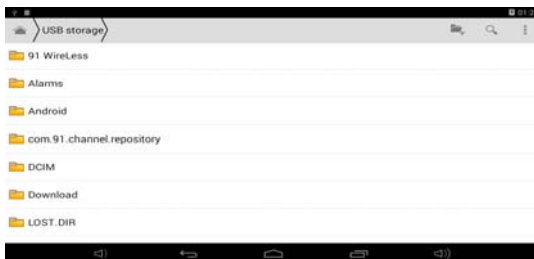 USB storage
91 WireLess
Alarms
Android
com.91.channel.repository
DCIM
Download
LOST.DIR